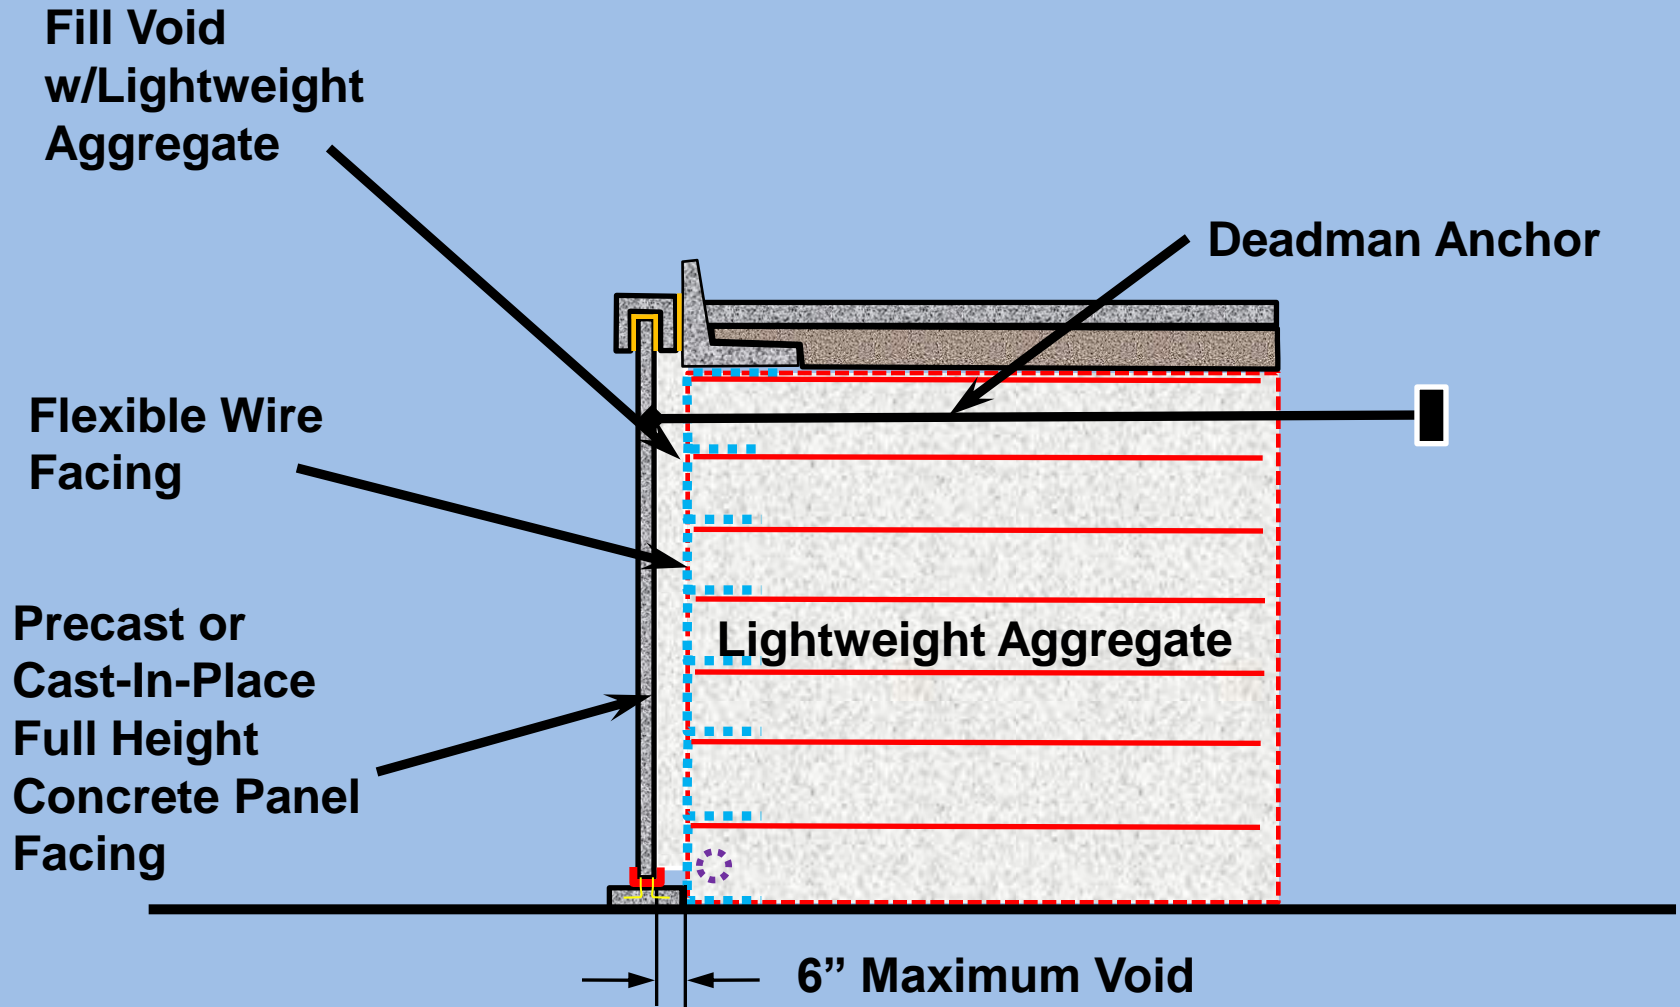 Fill Void
w/Lightweight
Aggregate
Deadman Anchor
Flexible Wire
Facing
Precast or
Cast-In-Place
Full Height
Concrete Panel
Facing
Lightweight Aggregate
6” Maximum Void